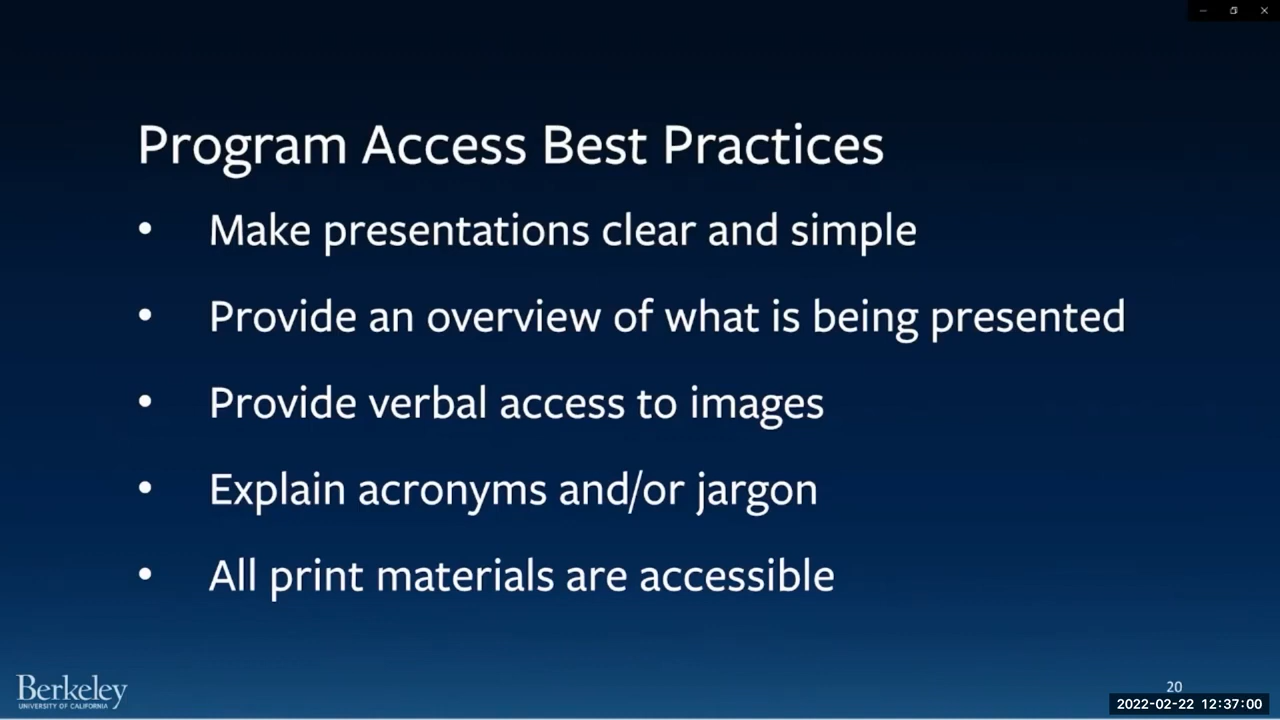 Program Access Best Practices
• Make presentations clear and simple
• Provide an overview of what is being presented
• Provide verbal access to images
• Explain acronyms and/or jargon
• All print materials are accessible
Berkeley
UNIVERSITY OF CALIFORNIA
20
2022-02-22 12:37:00